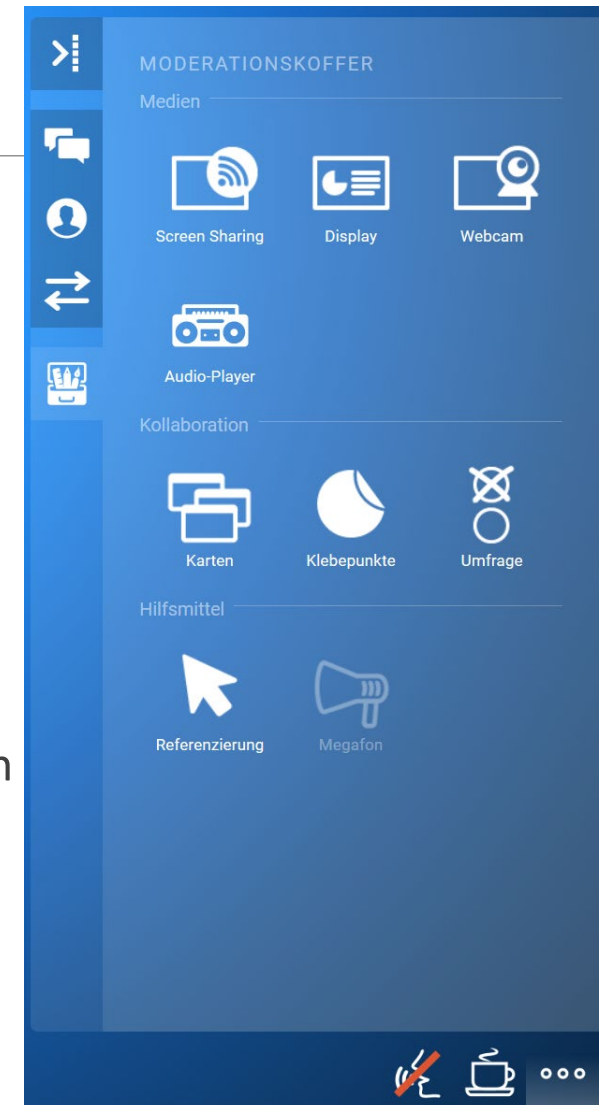 MODERATIONSKOFFER
Medien
Screen Sharing Display Webcam
Audio-Player
Kollaboration
Karten Klebepunkte Umfrage
Hilfsmittel
Referenzierung Megafon
n